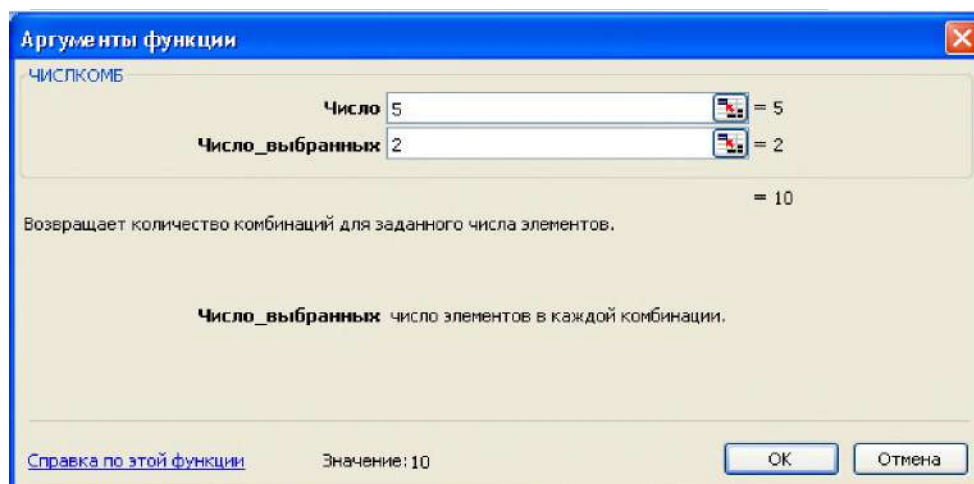 Аргументы функции
ЧИСЛКОМБ
Число 5 = 5
Число_выбранных 2 = 2
= 10
Возвращает количество комбинаций для заданного числа элементов.
Число_выбранных число элементов в каждой комбинации.
Справка по этой функции Значение:10 ОК Отмена